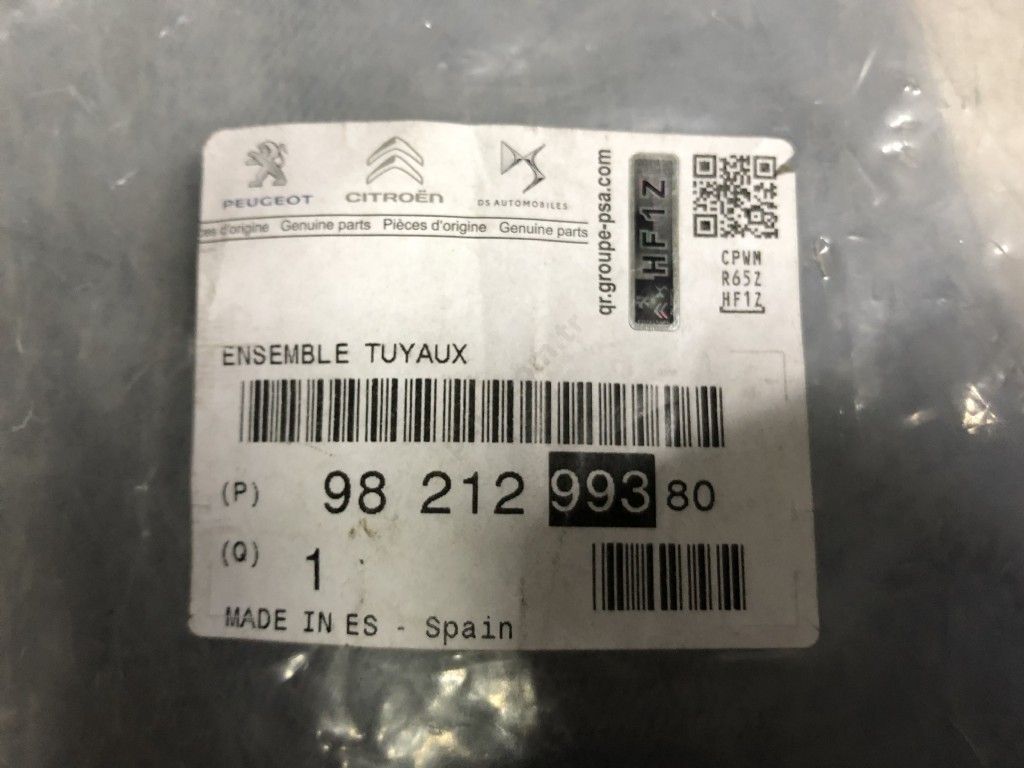 PEUGEOT CITROËN DS AUTOMOBILES
ces d'origine Genuine parts Pièces d'origine Genuine parts
qr.groupe-psa.com
HF1Z
CPWM
R65Z
HF1Z
ENSEMBLE TUYAUX
(P) 98 212 993 80
(Q) 1
MADE IN ES - Spain